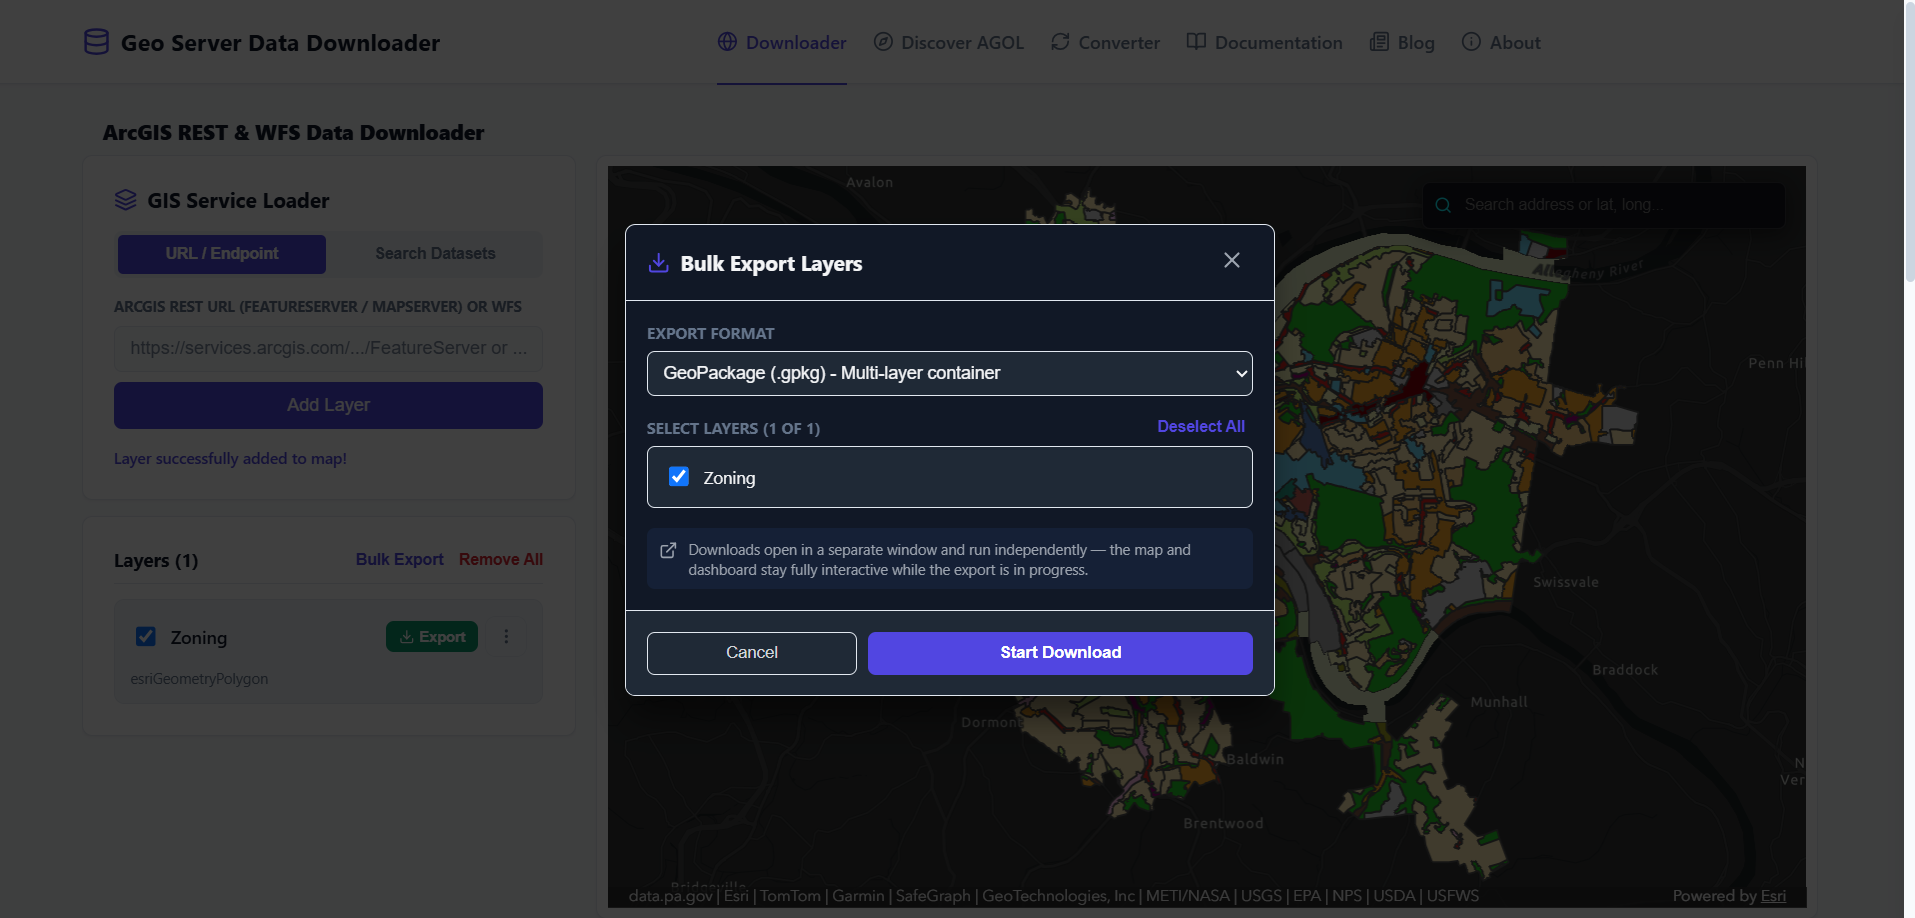 Geo Server Data Downloader
Downloader
Discover AGOL
Converter
Documentation
Blog
About
ArcGIS REST & WFS Data Downloader
GIS Service Loader
URL / Endpoint
Search Datasets
ARCGIS REST URL (FEATURESERVER / MAPSERVER) OR WFS
https://services.arcgis.com/.../FeatureServer or ...
Add Layer
Layer successfully added to map!
Layers (1)
Bulk Export
Remove All
Zoning
Export
esriGeometryPolygon
Avalon
Search address or lat, long...
Allegheny River
Penn Hil
Bulk Export Layers
EXPORT FORMAT
GeoPackage (.gpkg) - Multi-layer container
SELECT LAYERS (1 OF 1)
Deselect All
Zoning
Downloads open in a separate window and run independently — the map and
dashboard stay fully interactive while the export is in progress.
Cancel
Start Download
Swissvale
Braddock
Munhall
Dormon
Baldwin
N
Ver
Brentwood
Bridgeville
data.pa.gov | Esri | TomTom | Garmin | SafeGraph | GeoTechnologies, Inc | METI/NASA | USGS | EPA | NPS | USDA | USFWS
Powered by Esri